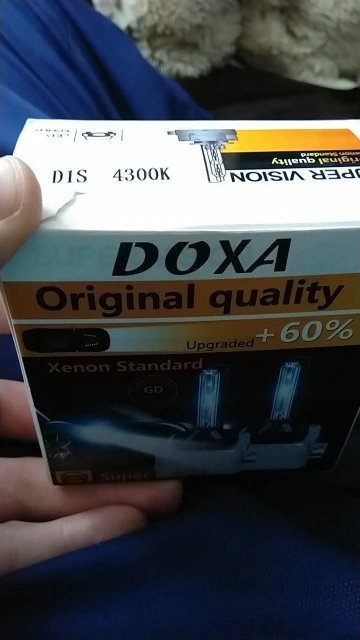 D1S 4300K
SUPER VISION
Original quality
Xenon Standard
DOXA
Original quality
Upgraded +60%
Xenon Standard
GD
Super